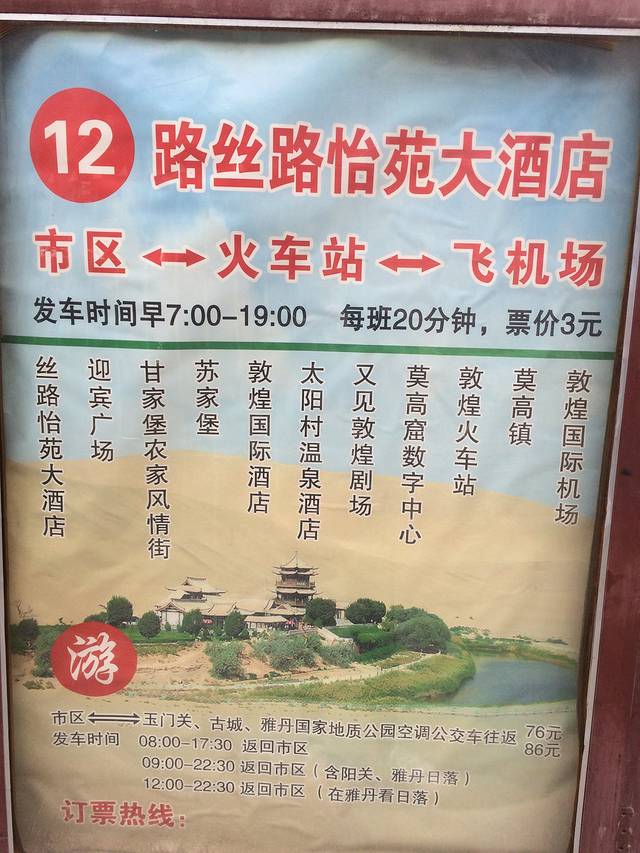 12 路丝路怡苑大酒店
市区↔火车站↔飞机场
发车时间早7:00-19:00 每班20分钟，票价3元
丝路怡苑大酒店
迎宾广场
甘家堡农家风情街
苏家堡
敦煌国际酒店
太阳村温泉酒店
又见敦煌剧场
莫高窟数字中心
敦煌火车站
莫高镇
敦煌国际机场
游
市区⟺玉门关、古城、雅丹国家地质公园空调公交车往返 76元
86元
发车时间 08:00-17:30 返回市区
09:00-22:30 返回市区（含阳关、雅丹日落）
12:00-22:30 返回市区（在雅丹看日落）
订票热线：